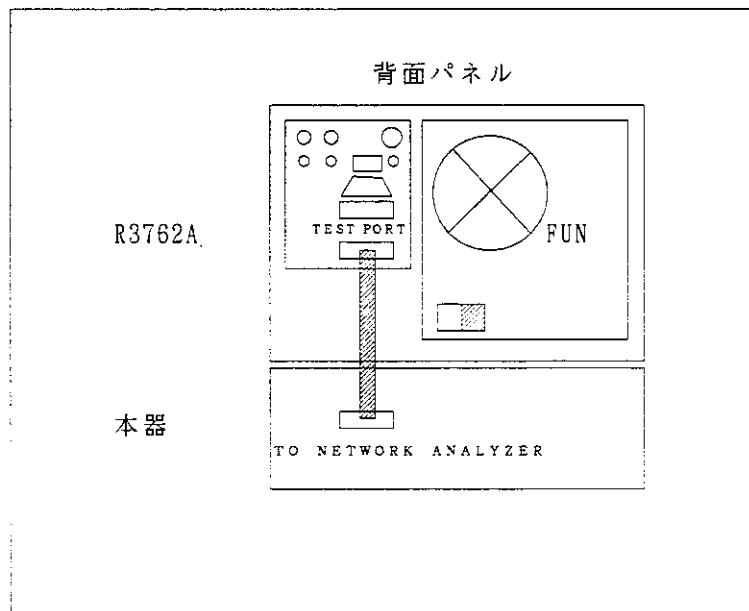 背面パネル
R3762A
TEST PORT
FUN
本器
TO NETWORK ANALYZER